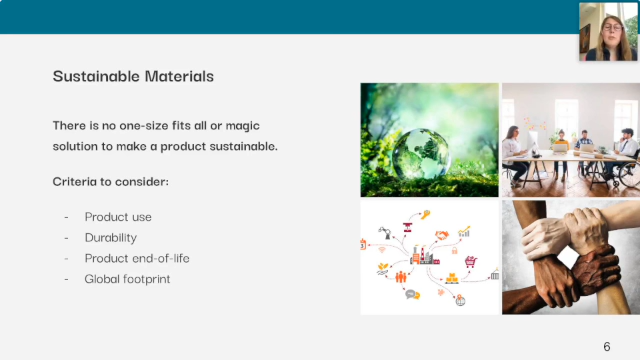 Sustainable Materials
There is no one-size fits all or magic
solution to make a product sustainable.
Criteria to consider:
- Product use
- Durability
- Product end-of-life
- Global footprint
6